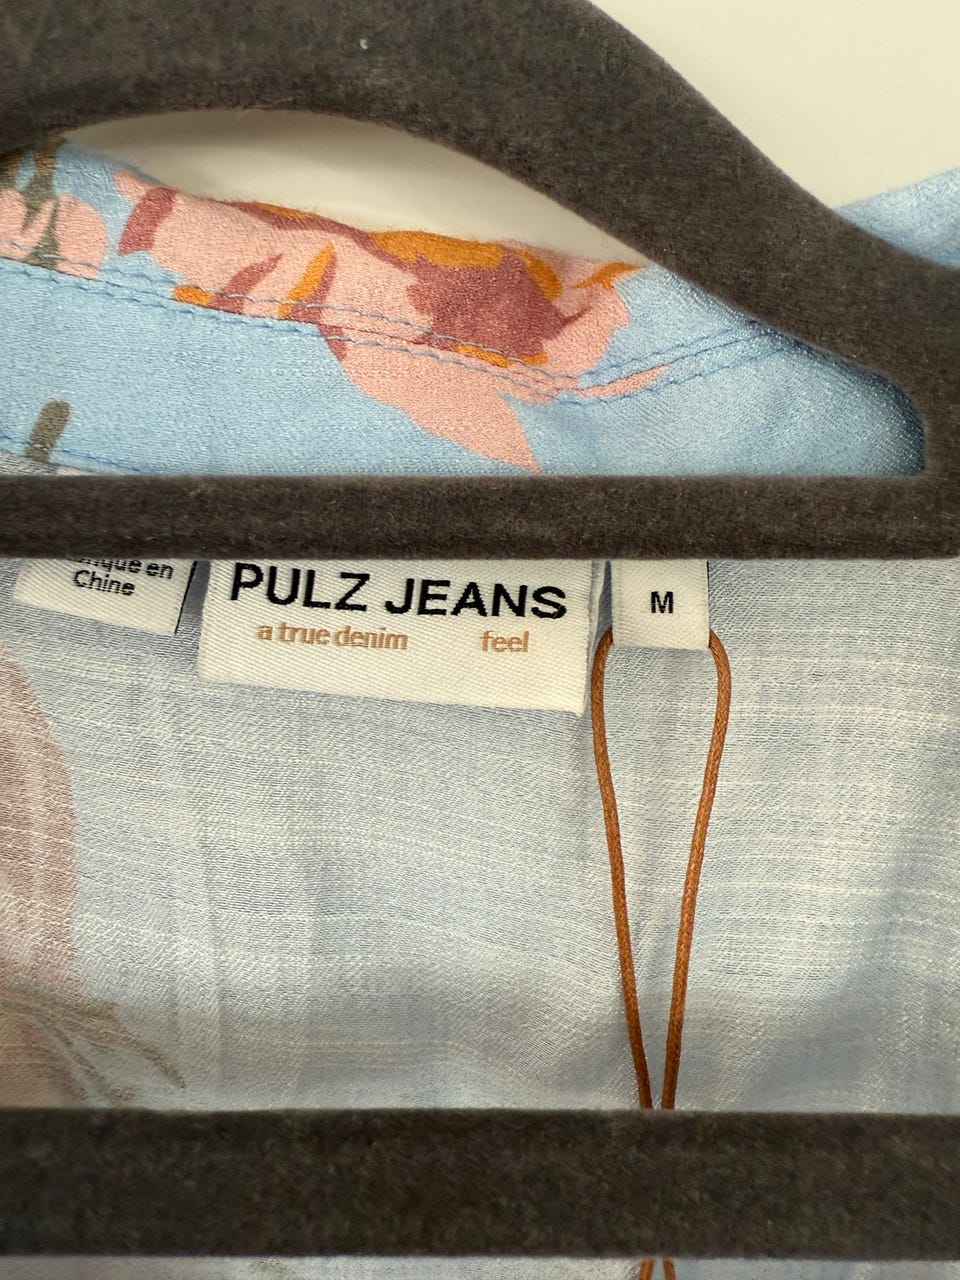 en
Chine
PULZ JEANS
a true denim feel
M